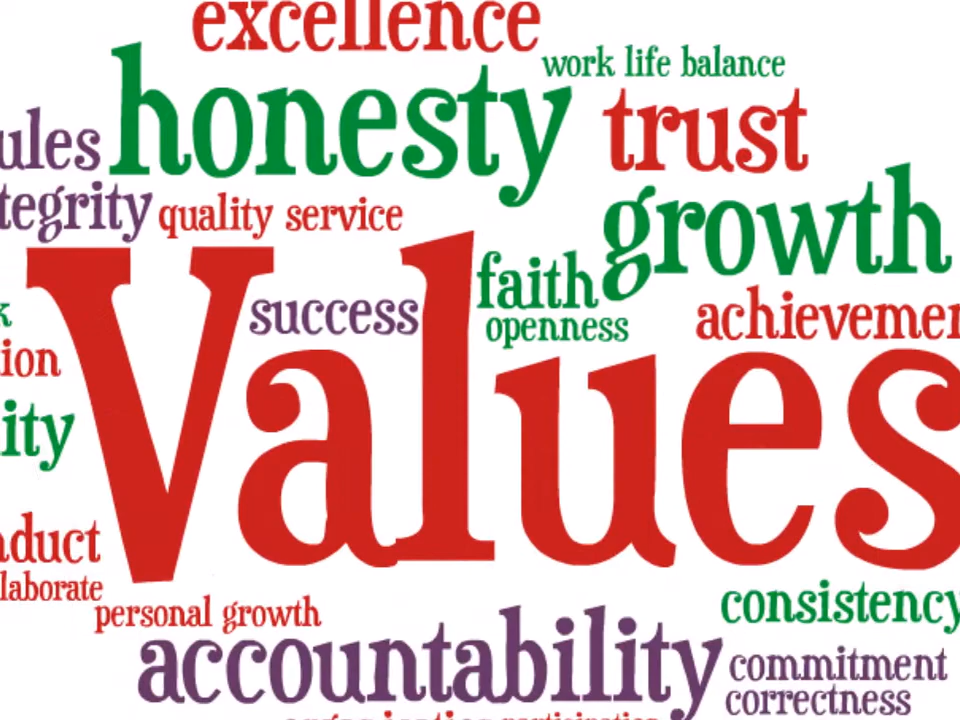 excellence
work life balance
honesty
trust
ules
tegrity
quality service
growth
faith
success
openness
achievemen
Values
ion
ity
nduct
laborate
personal growth
consistency
accountability
commitment
correctness